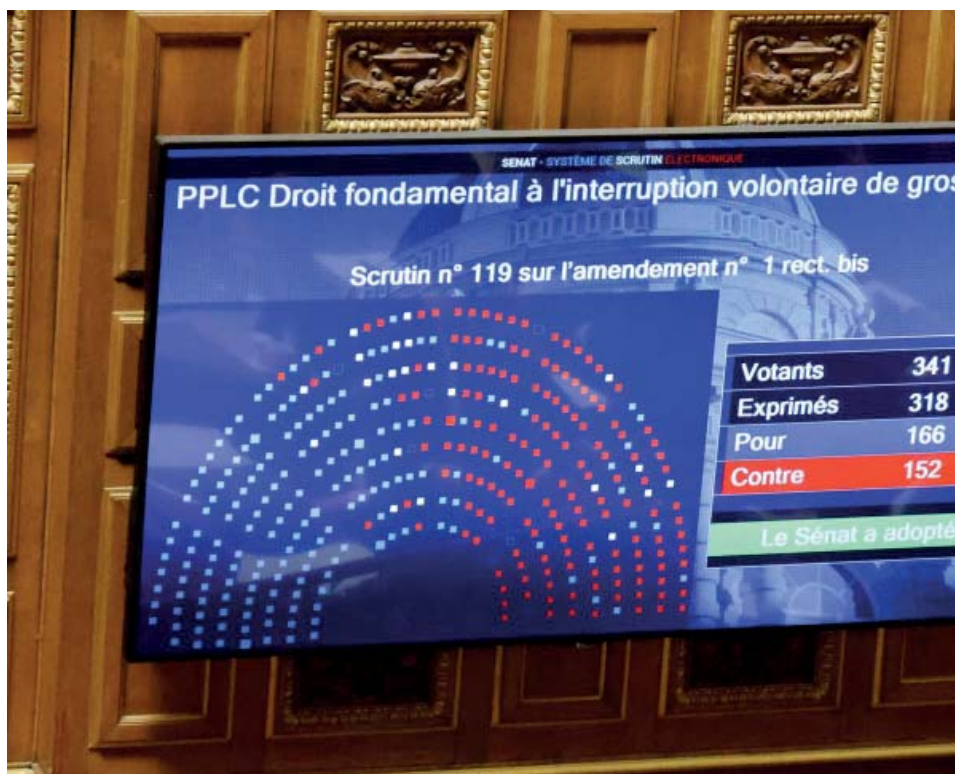 SENAT - SYSTÈME DE SCRUTIN ÉLECTRONIQUE
PPLC Droit fondamental à l'interruption volontaire de gros
Scrutin n° 119 sur l'amendement n° 1 rect. bis
Votants 341
Exprimés 318
Pour 166
Contre 152
Le Sénat a adopté